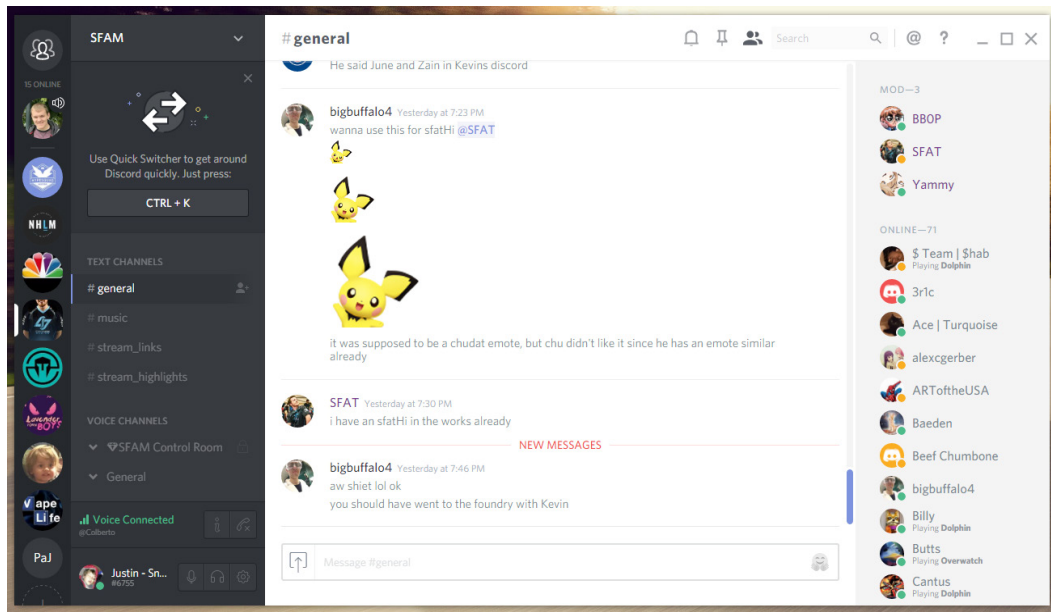 15 ONLINE
NHLM
Lavender
BOTS
Vape
Life
PaJ
SFAM
Use Quick Switcher to get around
Discord quickly. Just press:
CTRL + K
TEXT CHANNELS
# general
# music
# stream_links
# stream_highlights
VOICE CHANNELS
SFAM Control Room
General
Voice Connected
@Colberto
Justin - Sn...
#6755
# general
Search
@
?
He said June and Zain in Kevins discord
bigbuffalo4 Yesterday at 7:23 PM
wanna use this for sfatHi @SFAT
it was supposed to be a chudat emote, but chu didn't like it since he has an emote similar
already
SFAT Yesterday at 7:30 PM
i have an sfatHi in the works already
NEW MESSAGES
bigbuffalo4 Yesterday at 7:46 PM
aw shiet lol ok
you should have went to the foundry with Kevin
Message #general
MOD—3
BBOP
SFAT
Yammy
ONLINE—71
$ Team | $hab
Playing Dolphin
3r1c
Ace | Turquoise
alexcgerber
ARToftheUSA
Baeden
Beef Chumbone
bigbuffalo4
Billy
Playing Dolphin
Butts
Playing Overwatch
Cantus
Playing Dolphin